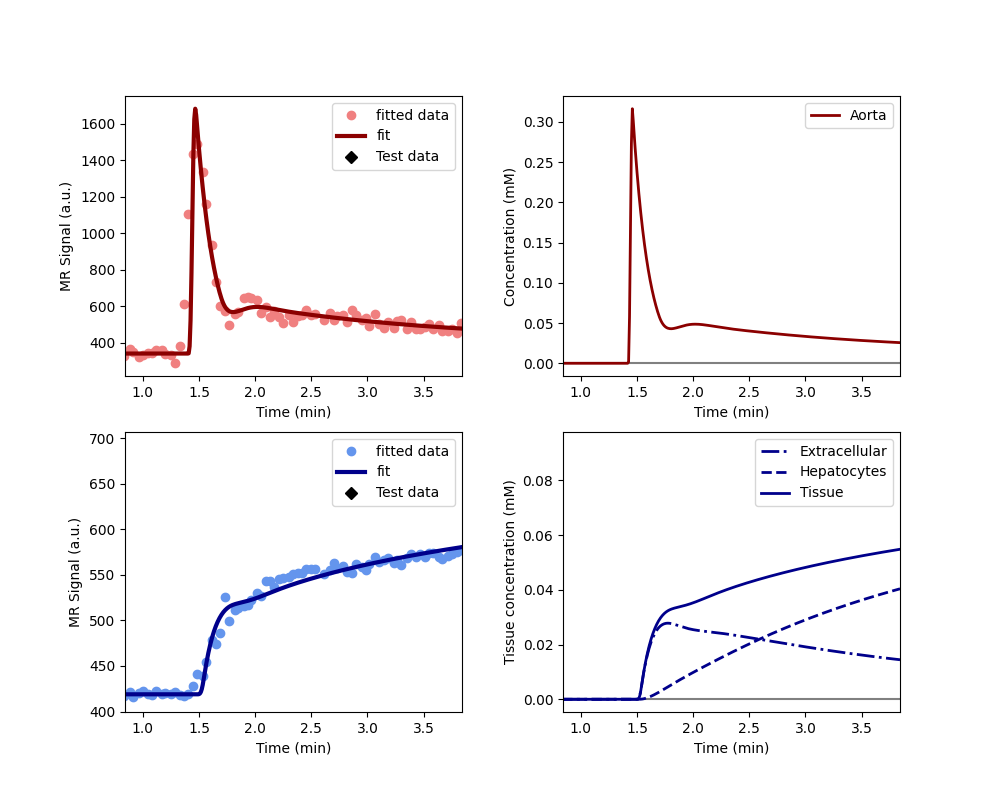 MR Signal (a.u.)
1600
1400
1200
1000
800
600
400
fitted data
fit
Test data
1.0 1.5 2.0 2.5 3.0 3.5
Time (min)
Concentration (mM)
0.30
0.25
0.20
0.15
0.10
0.05
0.00
Aorta
1.0 1.5 2.0 2.5 3.0 3.5
Time (min)
MR Signal (a.u.)
700
650
600
550
500
450
400
fitted data
fit
Test data
1.0 1.5 2.0 2.5 3.0 3.5
Time (min)
Tissue concentration (mM)
0.08
0.06
0.04
0.02
0.00
Extracellular
Hepatocytes
Tissue
1.0 1.5 2.0 2.5 3.0 3.5
Time (min)